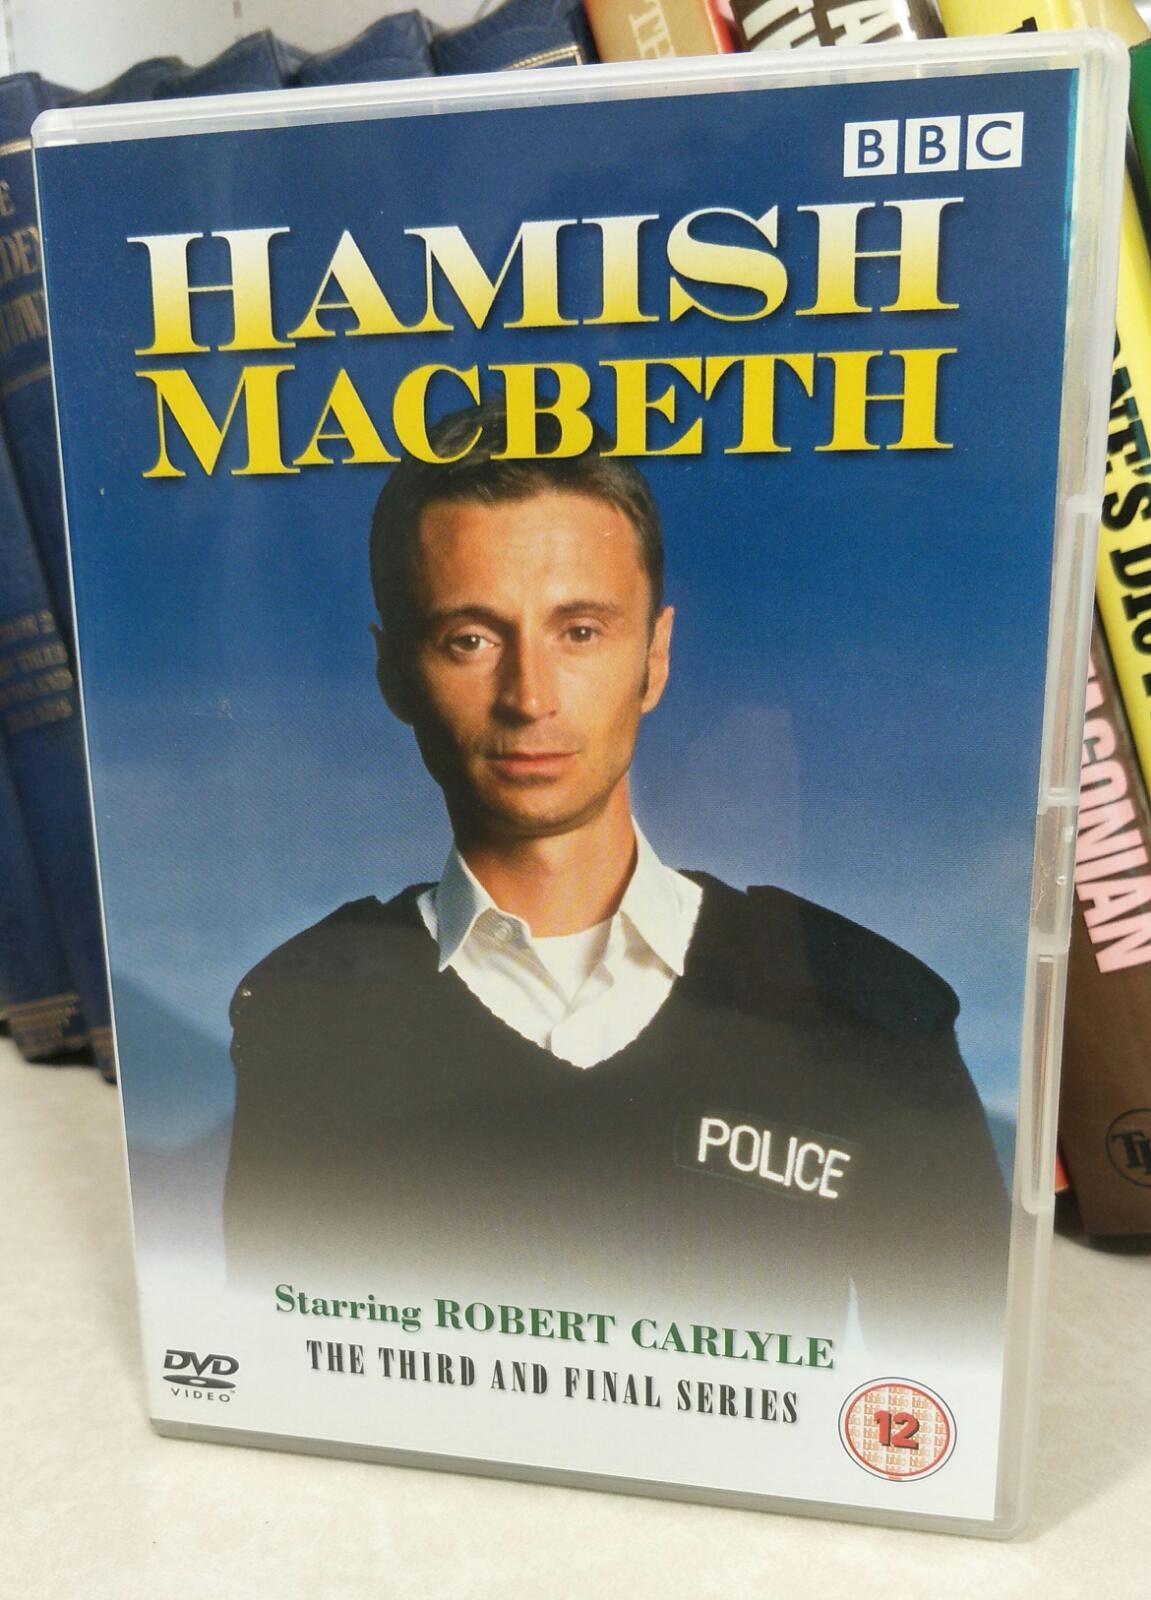 BBC
HAMISH
MACBETH
POLICE
Starring ROBERT CARLYLE
THE THIRD AND FINAL SERIES
DVD
VIDEO
12